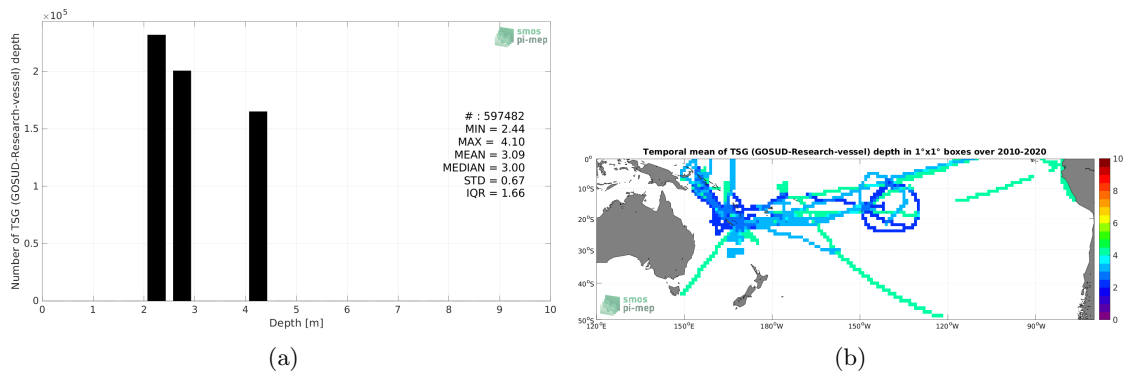 ×10⁵
Number of TSG (GOSUD-Research-vessel) depth
2
1.5
1
0.5
0
0 1 2 3 4 5 6 7 8 9 10
Depth [m]
smos
pi-mep
# : 597482
MIN = 2.44
MAX = 4.10
MEAN = 3.09
MEDIAN = 3.00
STD = 0.67
IQR = 1.66
(a)
Temporal mean of TSG (GOSUD-Research-vessel) depth in 1°x1° boxes over 2010-2020
0°
10°S
20°S
30°S
40°S
50°S
120°E 150°E 180°W 150°W 120°W 90°W
smos
pi-mep
10
8
6
4
2
0
(b)